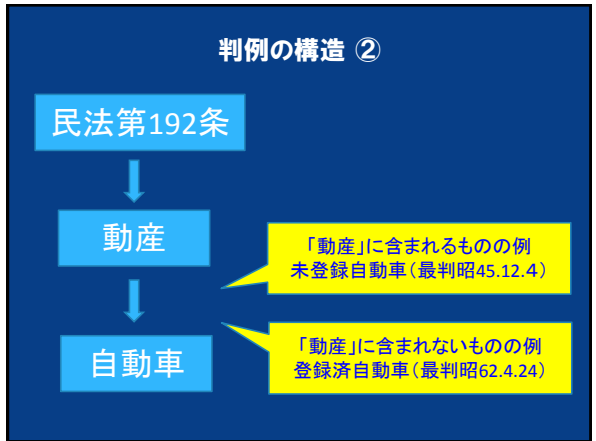 判例の構造 ②
民法第192条
動産
「動産」に含まれるものの例
未登録自動車(最判昭45.12.4)
「動産」に含まれないものの例
登録済自動車(最判昭62.4.24)
自動車